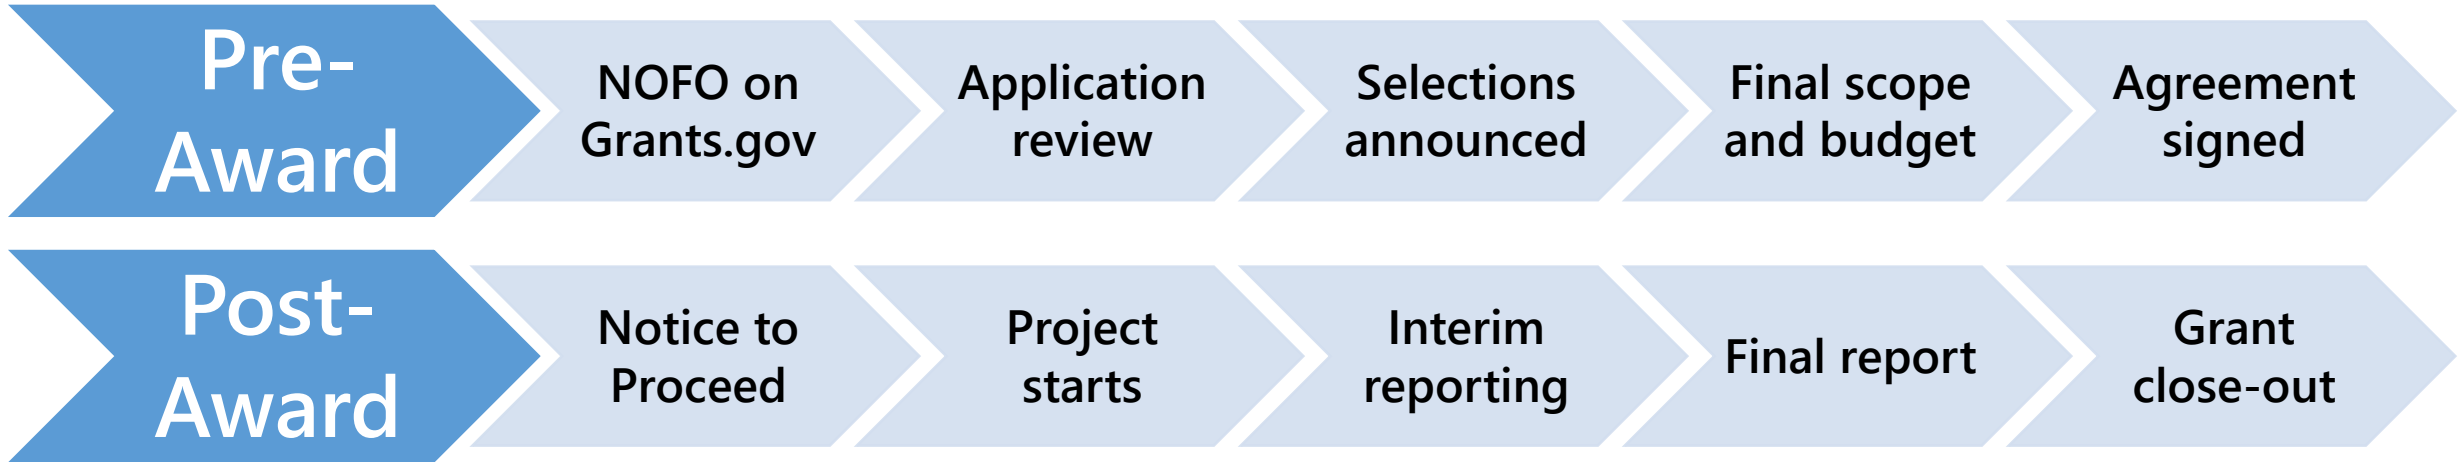 Pre-
Award
NOFO on
Grants.gov
Application
review
Selections
announced
Final scope
and budget
Agreement
signed
Post-
Award
Notice to
Proceed
Project
starts
Interim
reporting
Final report
Grant
close-out